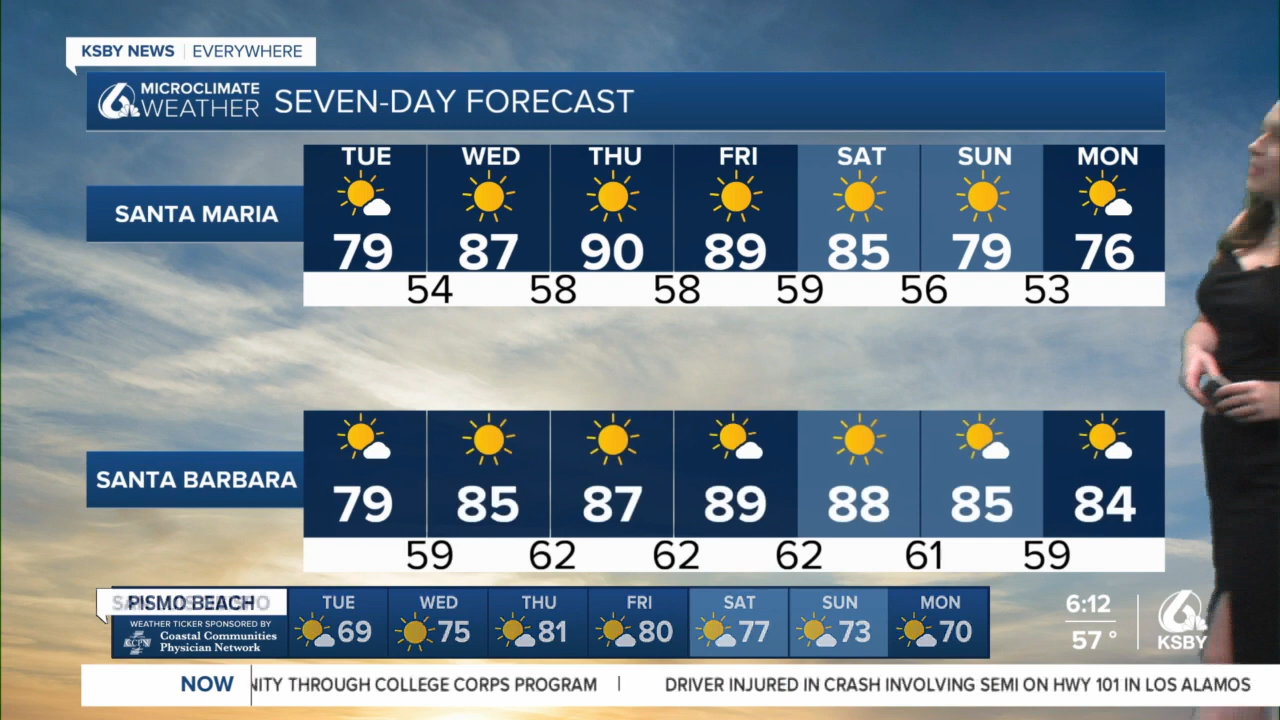 KSBY NEWS | EVERYWHERE
6 MICROCLIMATE WEATHER SEVEN-DAY FORECAST
TUE WED THU FRI SAT SUN MON
SANTA MARIA
79 87 90 89 85 79 76
54 58 58 59 56 53
SANTA BARBARA
79 85 87 89 88 85 84
59 62 62 62 61 59
PISMO BEACH
WEATHER TICKER SPONSORED BY
CCPN Coastal Communities
Physician Network
TUE WED THU FRI SAT SUN MON
69 75 81 80 77 73 70
6:12
57 °
6 KSBY
NOW
NITY THROUGH COLLEGE CORPS PROGRAM | DRIVER INJURED IN CRASH INVOLVING SEMI ON HWY 101 IN LOS ALAMOS